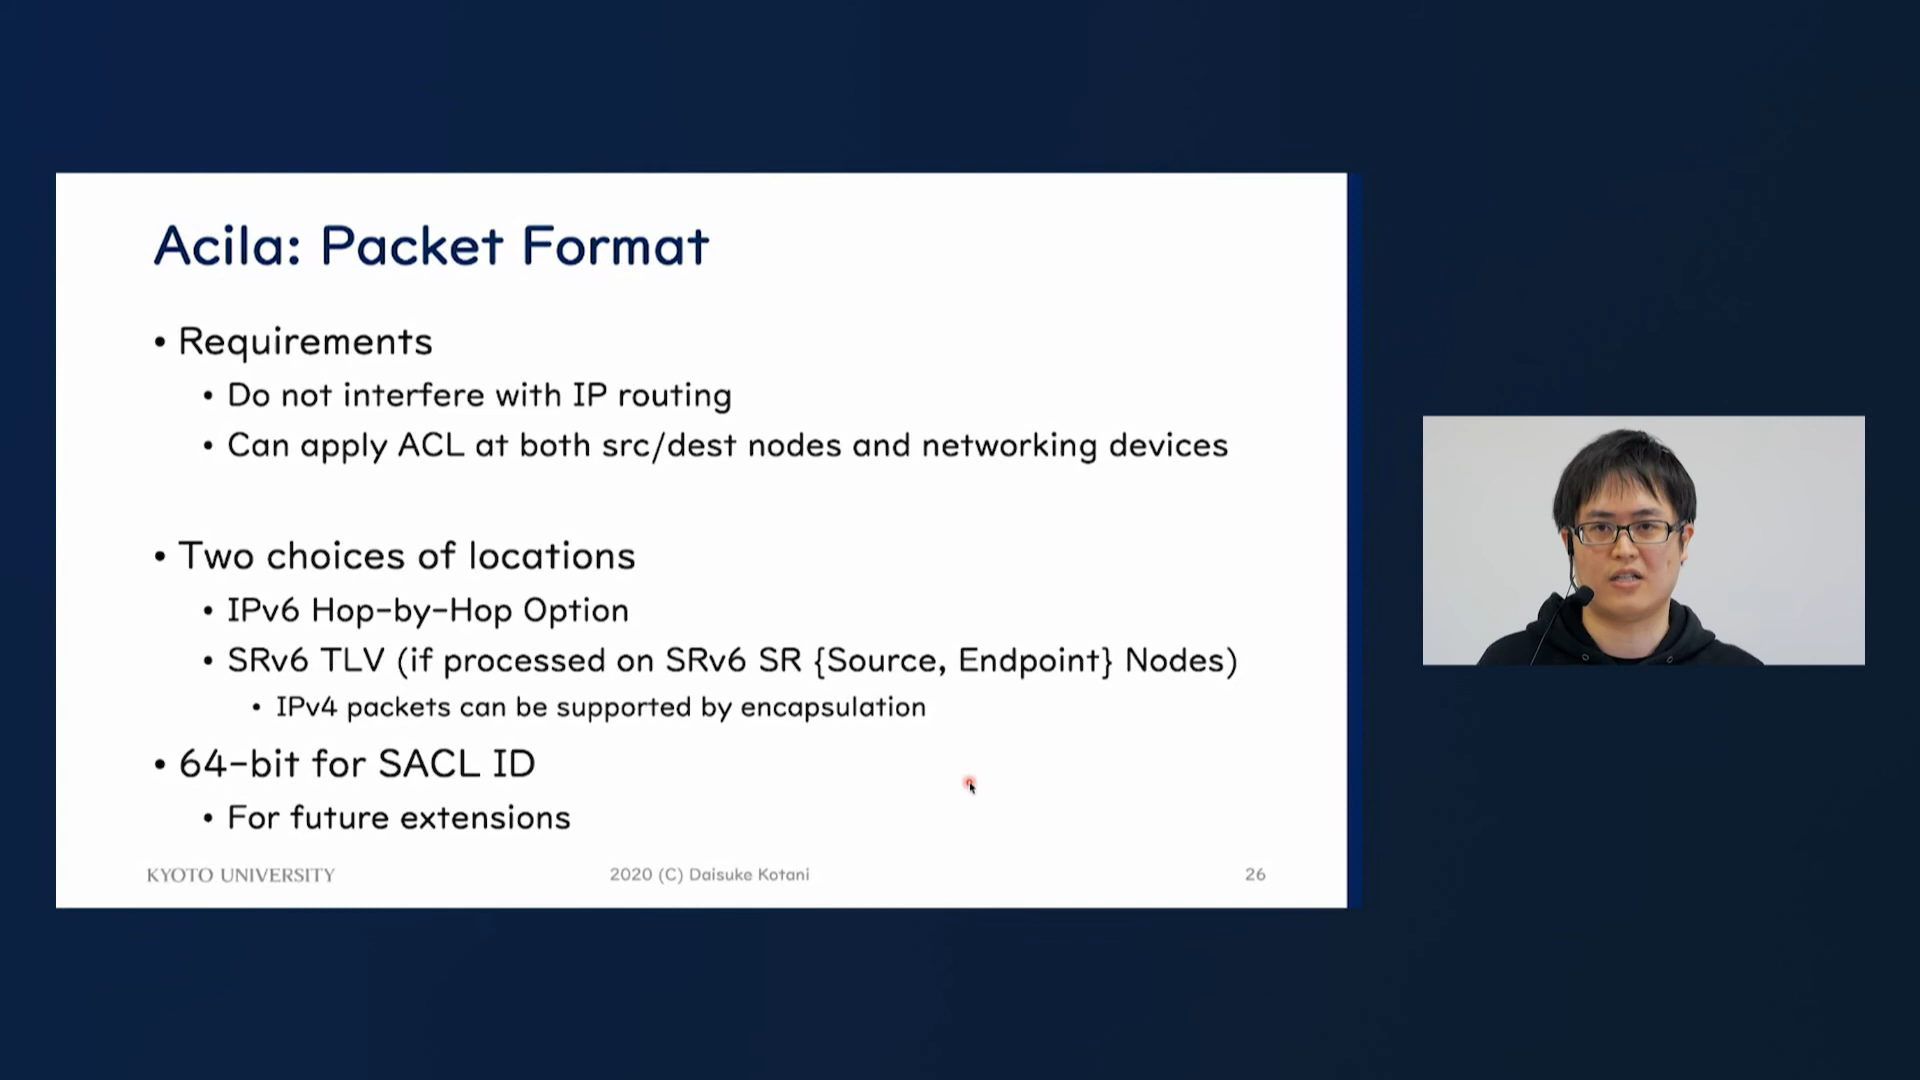 Acila: Packet Format
• Requirements
• Do not interfere with IP routing
• Can apply ACL at both src/dest nodes and networking devices
• Two choices of locations
• IPv6 Hop-by-Hop Option
• SRv6 TLV (if processed on SRv6 SR {Source, Endpoint} Nodes)
• IPv4 packets can be supported by encapsulation
• 64-bit for SACL ID
• For future extensions
KYOTO UNIVERSITY
2020 (C) Daisuke Kotani
26